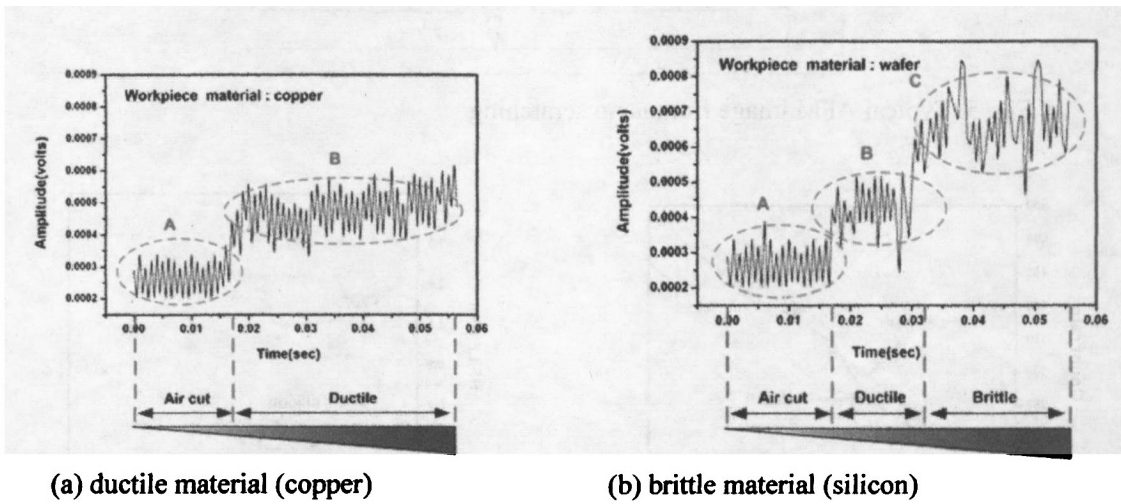 0.0009
0.0008
0.0007
0.0006
0.0005
0.0004
0.0003
0.0002
Amplitude(volts)
Workpiece material : copper
A
B
0.00 0.01 0.02 0.03 0.04 0.05 0.06
Time(sec)
Air cut Ductile
(a) ductile material (copper)
0.0009
0.0008
0.0007
0.0006
0.0005
0.0004
0.0003
0.0002
Amplitude(volts)
Workpiece material : wafer
A
B
C
0.00 0.01 0.02 0.03 0.04 0.05 0.06
Time(sec)
Air cut Ductile Brittle
(b) brittle material (silicon)